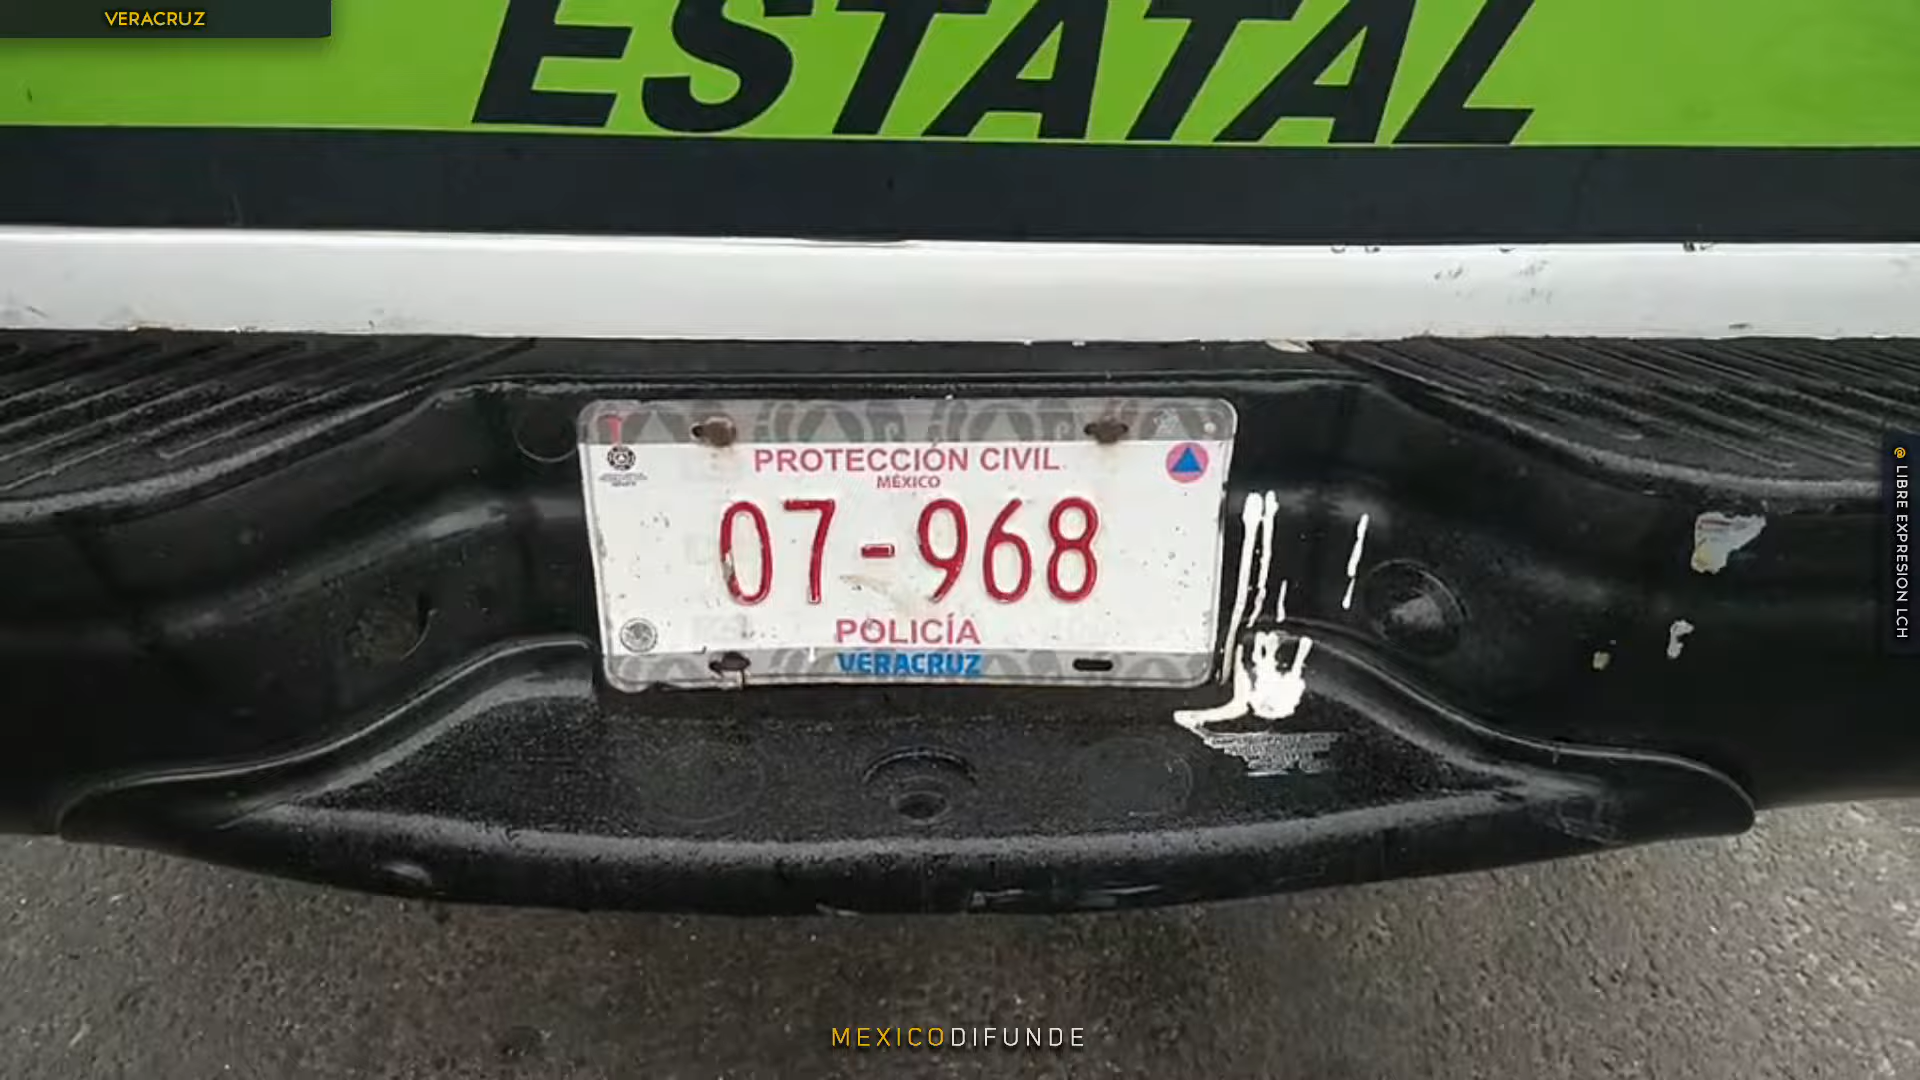 VERACRUZ
ESTATAL
PROTECCIÓN CIVIL
MÉXICO
07-968
POLICÍA
VERACRUZ
@ LIBRE EXPRESION LCH
MEXICODIFUNDE